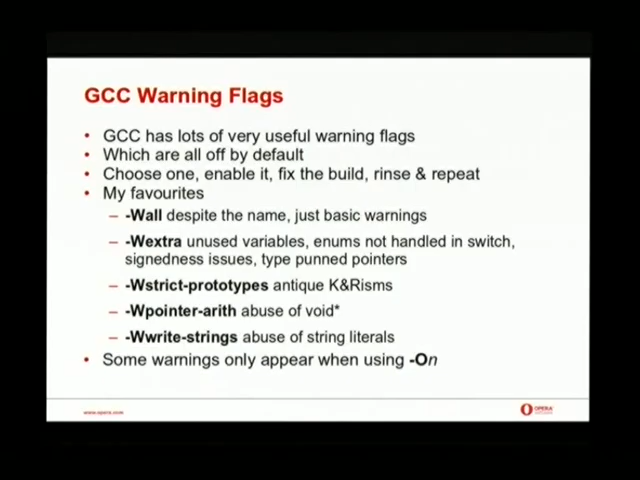 GCC Warning Flags
• GCC has lots of very useful warning flags
• Which are all off by default
• Choose one, enable it, fix the build, rinse & repeat
• My favourites
– -Wall despite the name, just basic warnings
– -Wextra unused variables, enums not handled in switch,
signedness issues, type punned pointers
– -Wstrict-prototypes antique K&Risms
– -Wpointer-arith abuse of void*
– -Wwrite-strings abuse of string literals
• Some warnings only appear when using -On
www.opera.com
OPERA